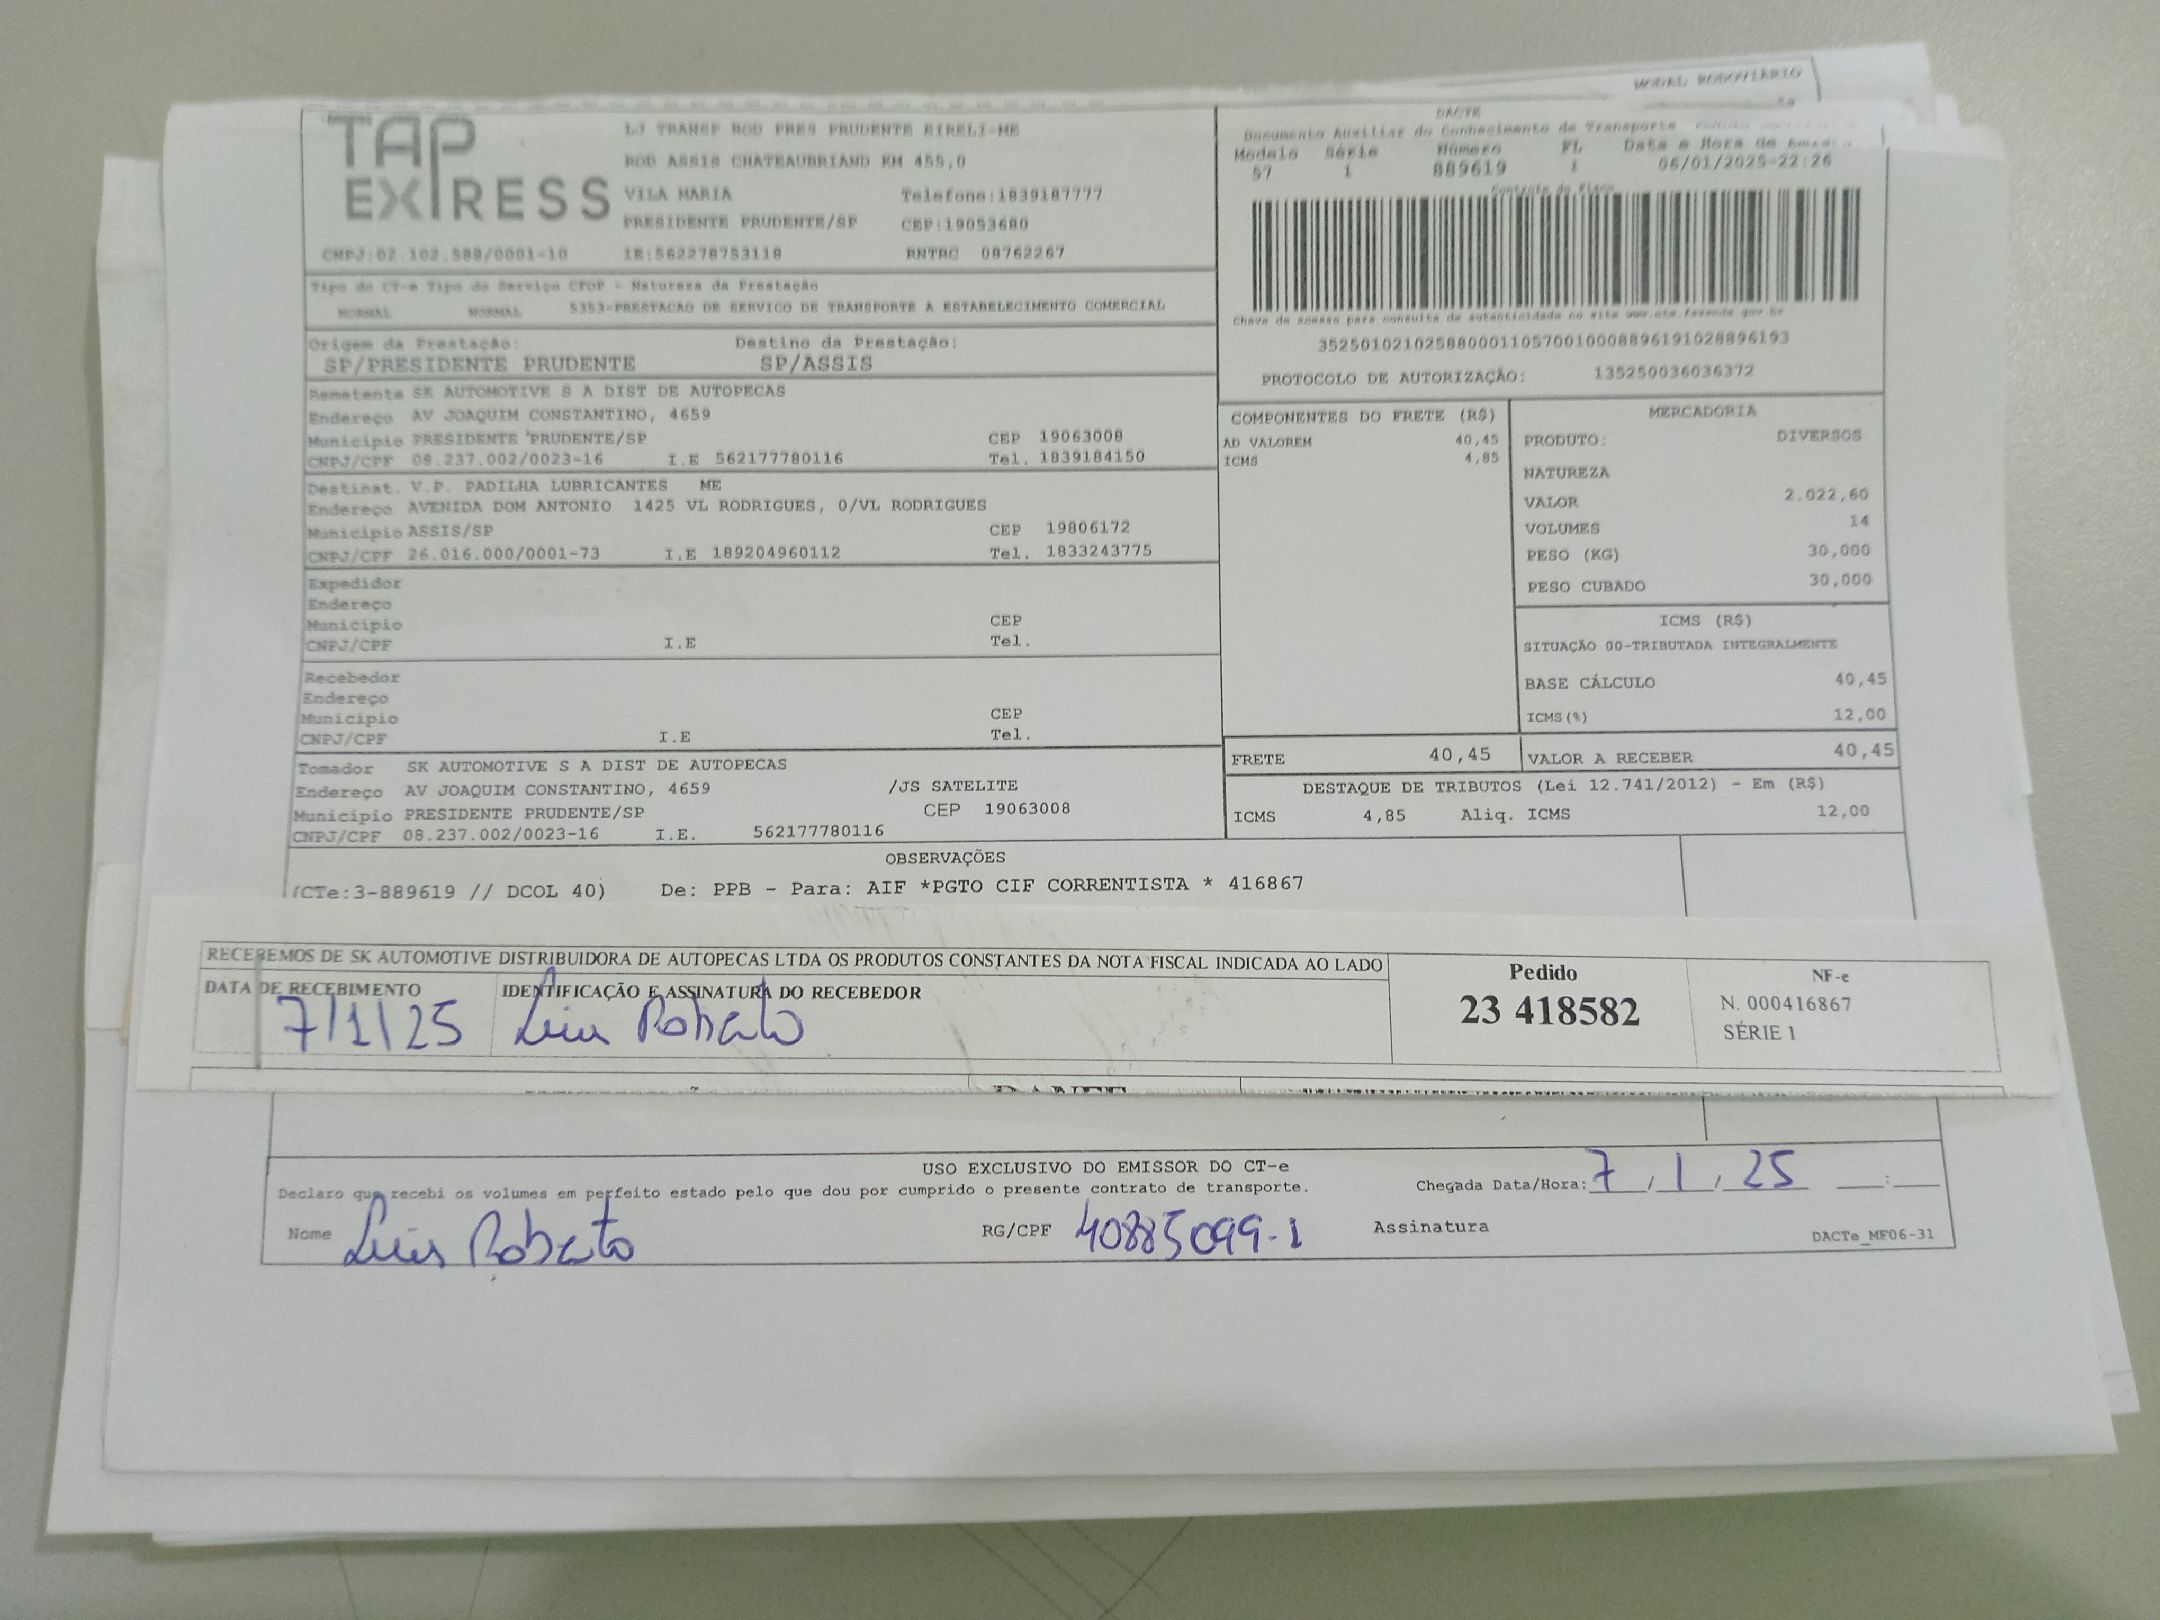 MODAL RODOVIÁRIO
TAP EXPRESS
LJ TRANSP ROD PRES PRUDENTE EIRELI-ME
ROD ASSIS CHATEAUBRIAND KM 455,0
VILA MARIA Telefone:1839187777
PRESIDENTE PRUDENTE/SP CEP:19053680
CNPJ:02.102.588/0001-10 IE:562278753118 RNTRC 08762267
DACTE
Documento Auxiliar do Conhecimento de Transporte
Modelo Série Número FL Data e Hora de
57 1 889619 1 06/01/2025-22:26
Controle do Fisco
Chave de acesso para consulta de autenticidade no site www.cte.fazenda.gov.br
35250102102588000110570010008896191028896193
PROTOCOLO DE AUTORIZAÇÃO: 135250036036372
Tipo do CT-e Tipo do Serviço CFOP - Natureza da Prestação
NORMAL NORMAL 5353-PRESTACAO DE SERVICO DE TRANSPORTE A ESTABELECIMENTO COMERCIAL
Origem da Prestação: Destino da Prestação:
SP/PRESIDENTE PRUDENTE SP/ASSIS
Remetente SK AUTOMOTIVE S A DIST DE AUTOPECAS
Endereço AV JOAQUIM CONSTANTINO, 4659
Município PRESIDENTE PRUDENTE/SP CEP 19063008
CNPJ/CPF 08.237.002/0023-16 I.E 562177780116 Tel. 1839184150
Destinat. V.P. PADILHA LUBRICANTES ME
Endereço AVENIDA DOM ANTONIO 1425 VL RODRIGUES, 0/VL RODRIGUES
Município ASSIS/SP CEP 19806172
CNPJ/CPF 26.016.000/0001-73 I.E 189204960112 Tel. 1833243775
Expedidor
Endereço
Município CEP
CNPJ/CPF I.E Tel.
Recebedor
Endereço
Município CEP
CNPJ/CPF I.E Tel.
Tomador SK AUTOMOTIVE S A DIST DE AUTOPECAS
Endereço AV JOAQUIM CONSTANTINO, 4659 /JS SATELITE
Município PRESIDENTE PRUDENTE/SP CEP 19063008
CNPJ/CPF 08.237.002/0023-16 I.E. 562177780116
COMPONENTES DO FRETE (R$)
AD VALOREM 40,45
ICMS 4,85
MERCADORIA
PRODUTO: DIVERSOS
NATUREZA
VALOR 2.022,60
VOLUMES 14
PESO (KG) 30,000
PESO CUBADO 30,000
ICMS (R$)
SITUAÇÃO 00-TRIBUTADA INTEGRALMENTE
BASE CÁLCULO 40,45
ICMS(%) 12,00
FRETE 40,45 VALOR A RECEBER 40,45
DESTAQUE DE TRIBUTOS (Lei 12.741/2012) - Em (R$)
ICMS 4,85 Aliq. ICMS 12,00
OBSERVAÇÕES
(CTe:3-889619 // DCOL 40) De: PPB - Para: AIF *PGTO CIF CORRENTISTA * 416867
RECEBEMOS DE SK AUTOMOTIVE DISTRIBUIDORA DE AUTOPECAS LTDA OS PRODUTOS CONSTANTES DA NOTA FISCAL INDICADA AO LADO
DATA DE RECEBIMENTO IDENTIFICAÇÃO E ASSINATURA DO RECEBEDOR
7/1/25 Luis Roberto
Pedido
23 418582
NF-e
N. 000416867
SÉRIE 1
USO EXCLUSIVO DO EMISSOR DO CT-e
Declaro que recebi os volumes em perfeito estado pelo que dou por cumprido o presente contrato de transporte. Chegada Data/Hora: 7/1/25 :
Nome Luis Roberto RG/CPF 40885099-1 Assinatura
DACTe_MF06-31